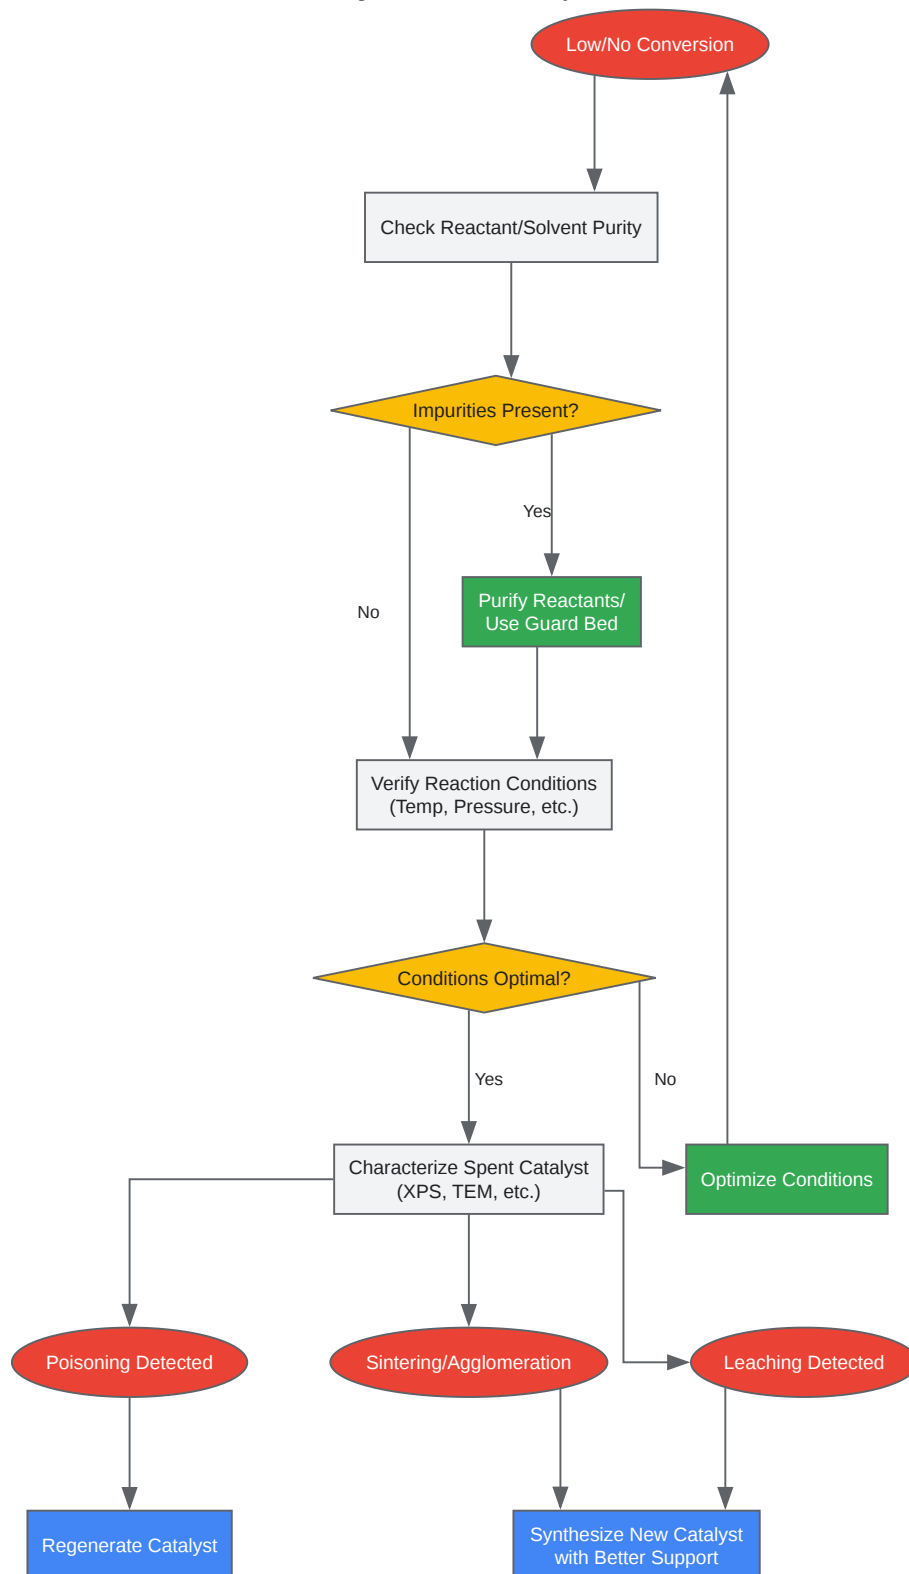 Low/No Conversion
Check Reactant/Solvent Purity
Impurities Present?
Yes
No
Purify Reactants/
Use Guard Bed
Verify Reaction Conditions
(Temp, Pressure, etc.)
Conditions Optimal?
Yes
No
Characterize Spent Catalyst
(XPS, TEM, etc.)
Optimize Conditions
Poisoning Detected
Sintering/Agglomeration
Leaching Detected
Regenerate Catalyst
Synthesize New Catalyst
with Better Support